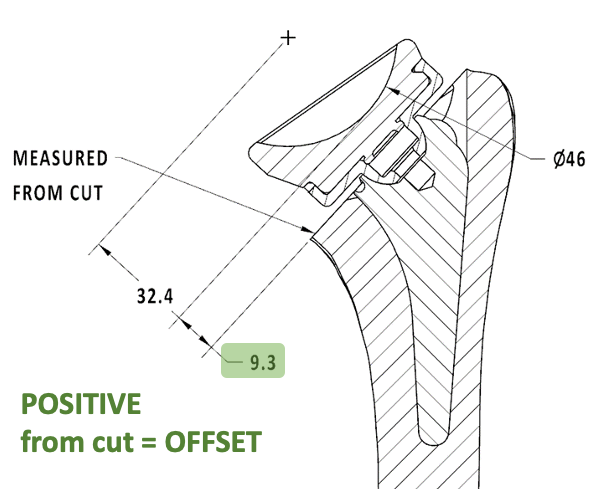 MEASURED
FROM CUT
Ø46
32.4
9.3
POSITIVE
from cut = OFFSET